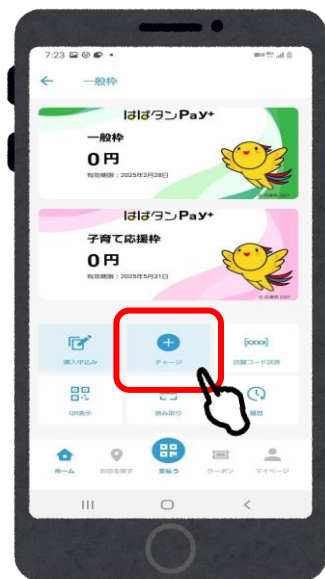 7:23
一般枠
はばタンPay+
一般枠
0円
有効期限：2025年2月28日
はばタンPay+
子育て応援枠
0円
有効期限：2025年5月31日
購入申込み
チャージ
店舗コード決済
QR表示
読み取り
履歴
ホーム
お店を探す
支払う
クーポン
マイページ